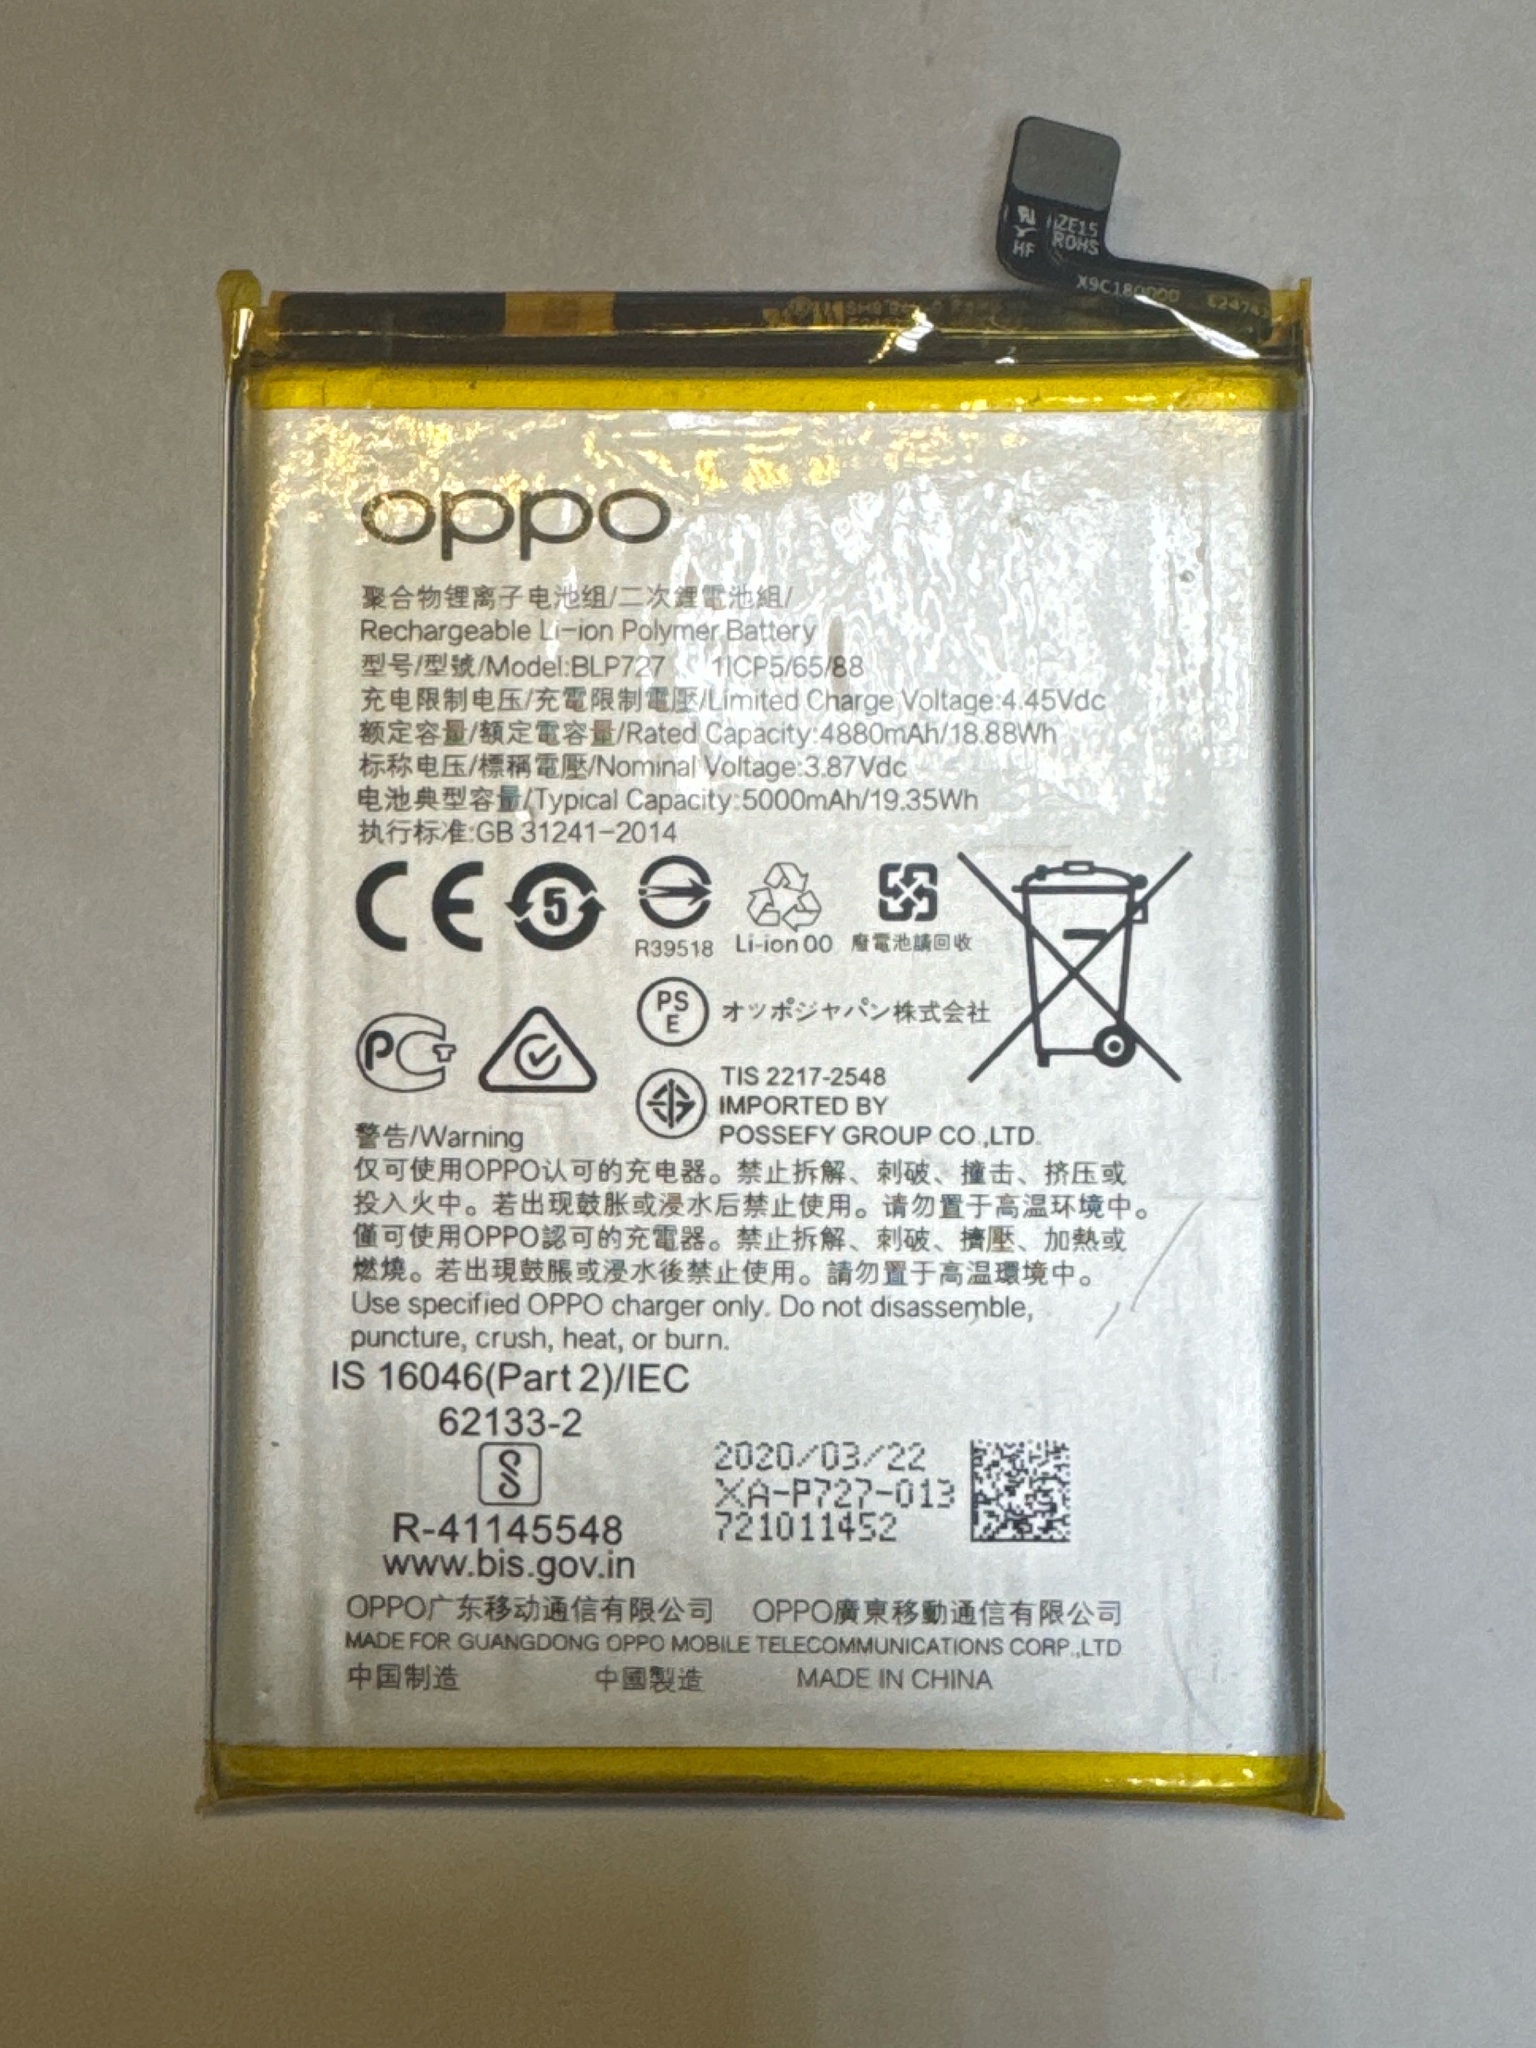 HF
ZE15
ROHS
oppo
聚合物锂离子电池组/二次鋰電池組/
Rechargeable Li-ion Polymer Battery
型号/型號/Model:BLP727 1ICP5/65/88
充电限制电压/充電限制電壓/Limited Charge Voltage:4.45Vdc
额定容量/額定電容量/Rated Capacity:4880mAh/18.88Wh
标称电压/標稱電壓/Nominal Voltage:3.87Vdc
电池典型容量/Typical Capacity:5000mAh/19.35Wh
执行标准:GB 31241-2014
CE 5
R39518 Li-ion 00 廢電池請回收
PS
E
オッポジャパン株式会社
TIS 2217-2548
IMPORTED BY
POSSEFY GROUP CO.,LTD.
警告/Warning
仅可使用OPPO认可的充电器。禁止拆解、刺破、撞击、挤压或
投入火中。若出现鼓胀或浸水后禁止使用。请勿置于高温环境中。
僅可使用OPPO認可的充電器。禁止拆解、刺破、擠壓、加熱或
燃燒。若出現鼓脹或浸水後禁止使用。請勿置于高温環境中。
Use specified OPPO charger only. Do not disassemble,
puncture, crush, heat, or burn.
IS 16046(Part 2)/IEC
62133-2
R-41145548
www.bis.gov.in
2020/03/22
XA-P727-013
721011452
OPPO广东移动通信有限公司 OPPO廣東移動通信有限公司
MADE FOR GUANGDONG OPPO MOBILE TELECOMMUNICATIONS CORP.,LTD
中国制造 中國製造 MADE IN CHINA